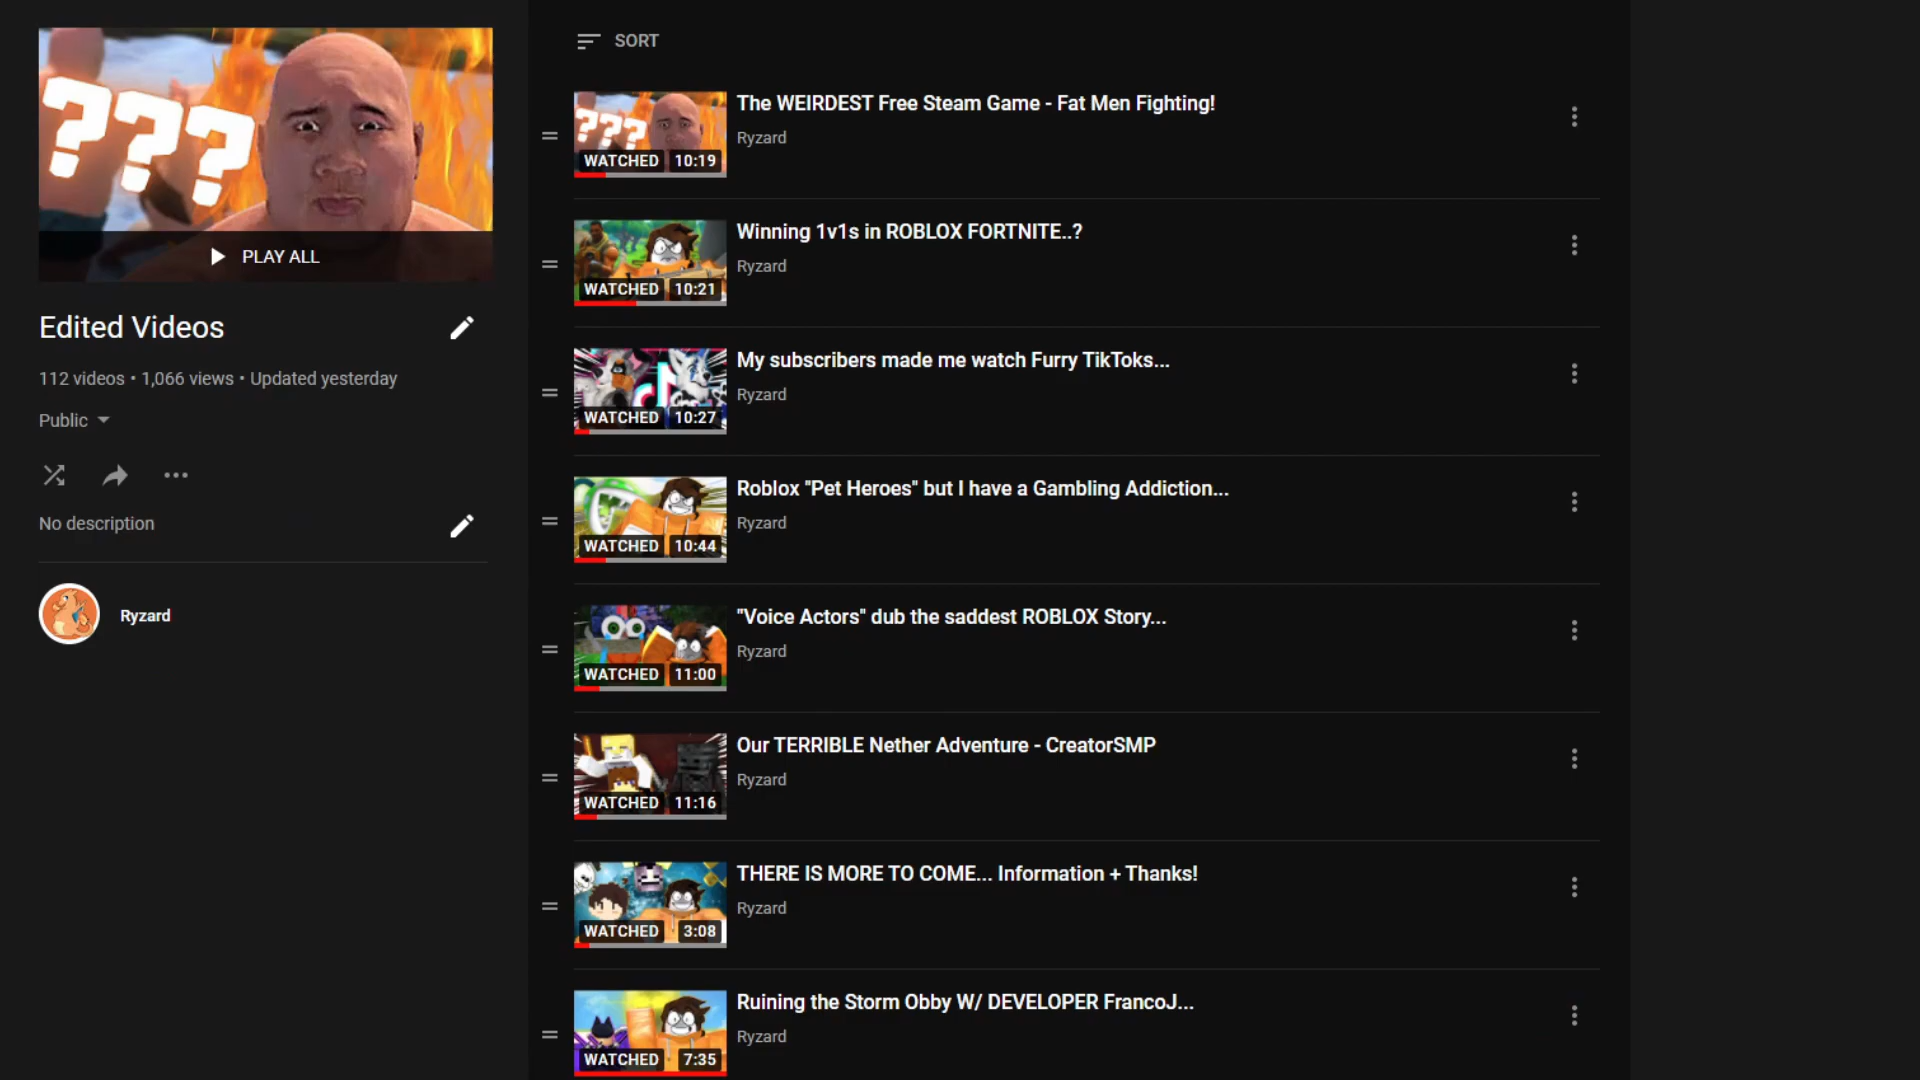 ???
PLAY ALL
Edited Videos
112 videos • 1,066 views • Updated yesterday
Public
No description
Ryzard
SORT
???
WATCHED 10:19
The WEIRDEST Free Steam Game - Fat Men Fighting!
Ryzard
WATCHED 10:21
Winning 1v1s in ROBLOX FORTNITE..?
Ryzard
WATCHED 10:27
My subscribers made me watch Furry TikToks...
Ryzard
WATCHED 10:44
Roblox "Pet Heroes" but I have a Gambling Addiction...
Ryzard
WATCHED 11:00
"Voice Actors" dub the saddest ROBLOX Story...
Ryzard
WATCHED 11:16
Our TERRIBLE Nether Adventure - CreatorSMP
Ryzard
WATCHED 3:08
THERE IS MORE TO COME... Information + Thanks!
Ryzard
WATCHED 7:35
Ruining the Storm Obby W/ DEVELOPER FrancoJ...
Ryzard